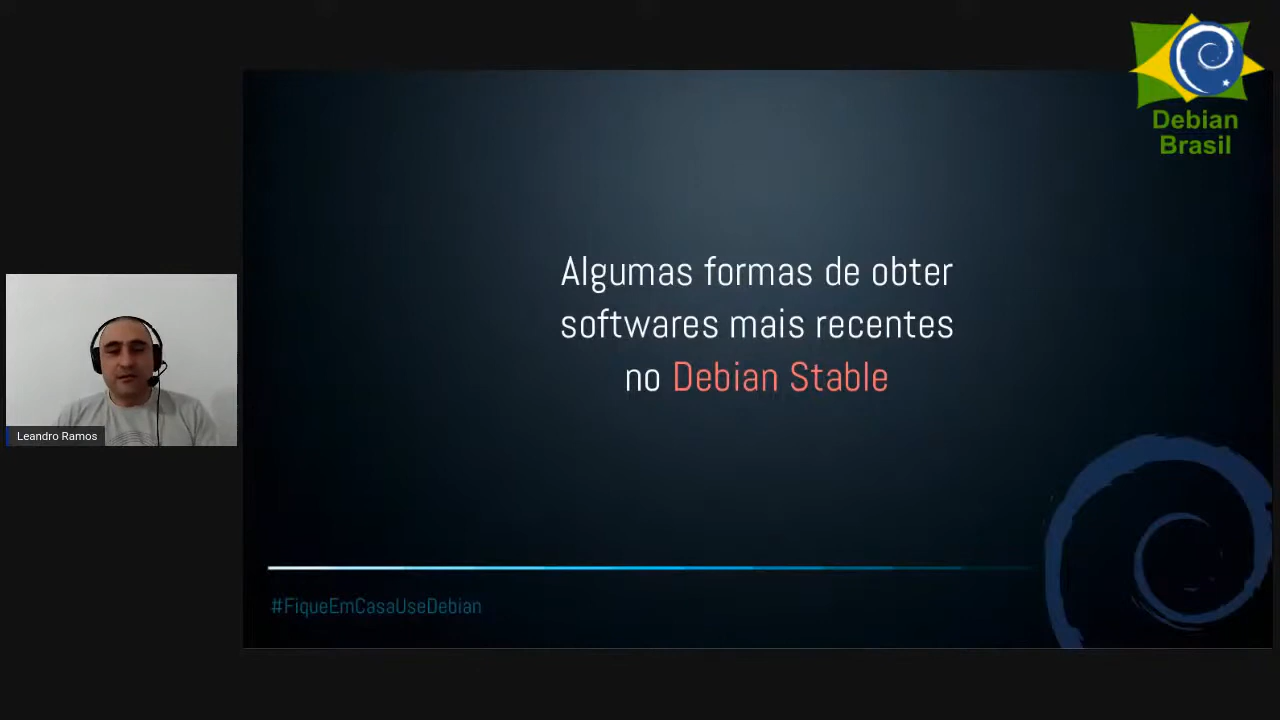 Debian
Brasil
Algumas formas de obter
softwares mais recentes
no Debian Stable
Leandro Ramos
#FiqueEmCasaUseDebian